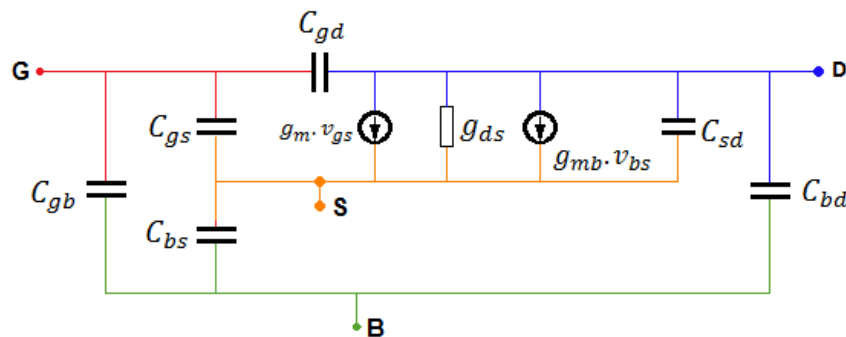 C_gd
G
D
C_gs
g_m.v_gs
g_ds
C_sd
g_mb.v_bs
C_gb
C_bd
S
C_bs
B